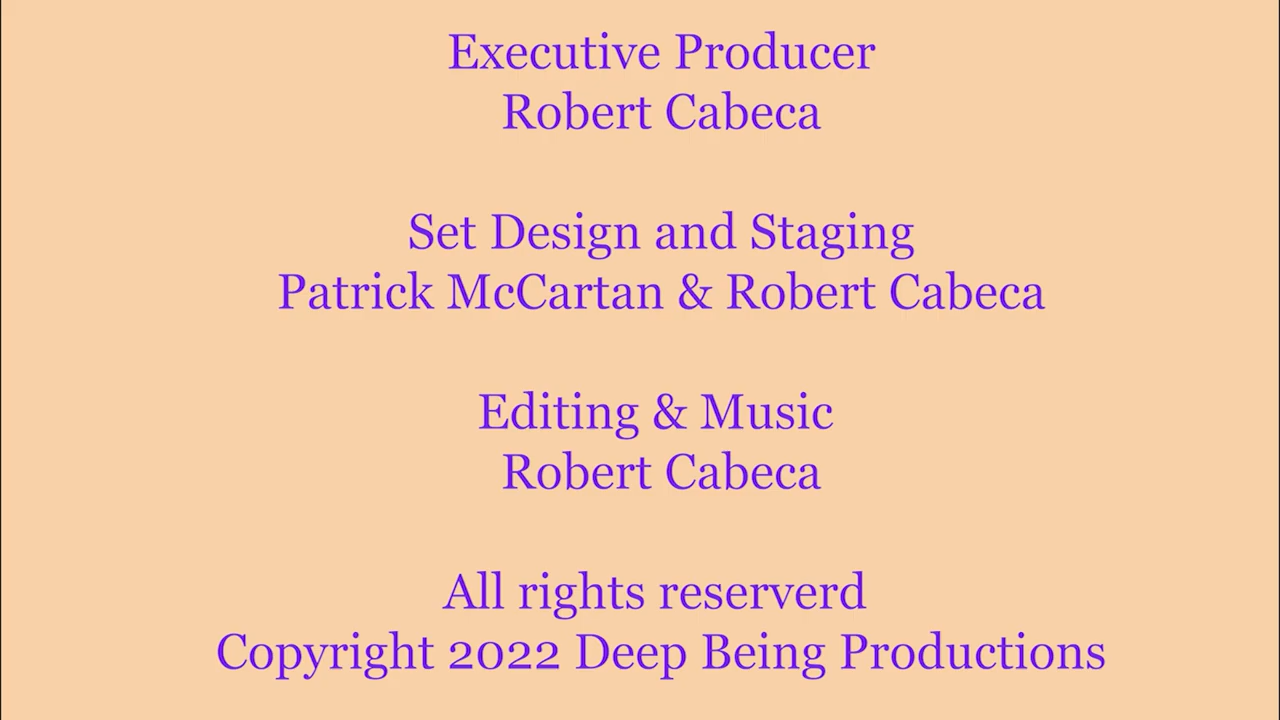 Executive Producer
Robert Cabeca
Set Design and Staging
Patrick McCartan & Robert Cabeca
Editing & Music
Robert Cabeca
All rights reserverd
Copyright 2022 Deep Being Productions